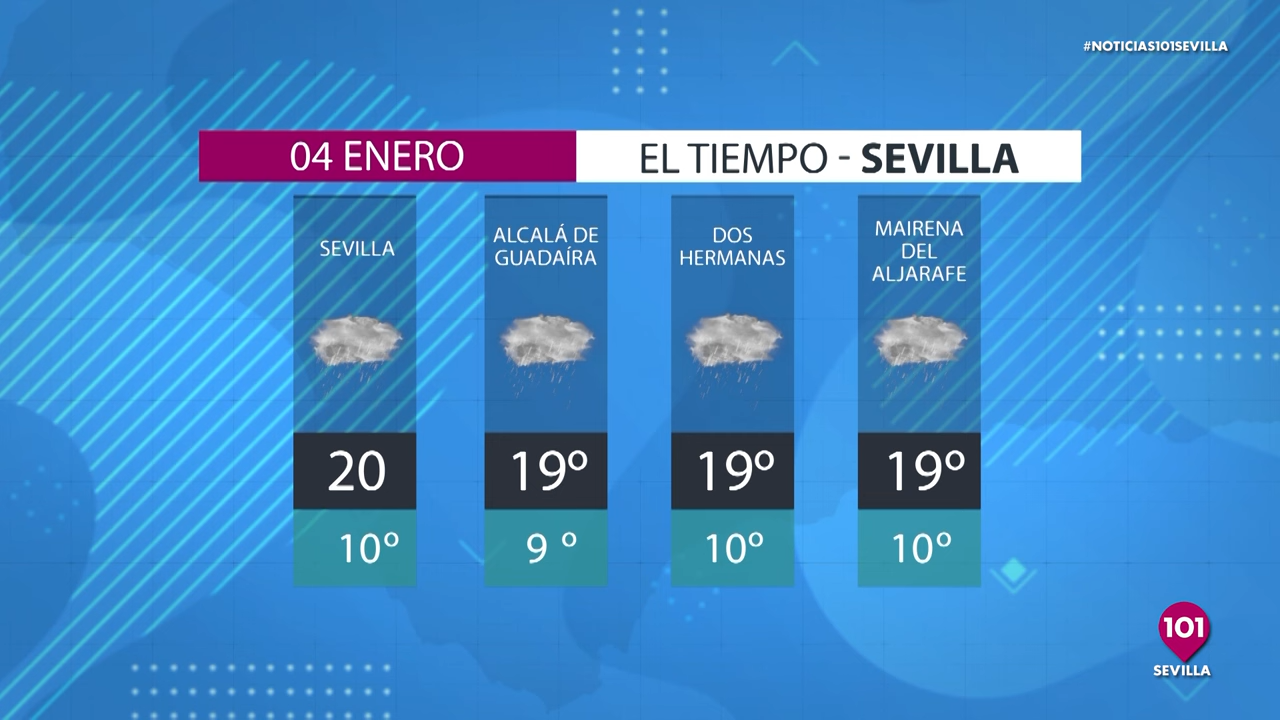 #NOTICIAS101SEVILLA
04 ENERO
EL TIEMPO - SEVILLA
SEVILLA
ALCALÁ DE
GUADAÍRA
DOS
HERMANAS
MAIRENA
DEL
ALJARAFE
20
19º
19º
19º
10º
9 º
10º
10º
101
SEVILLA